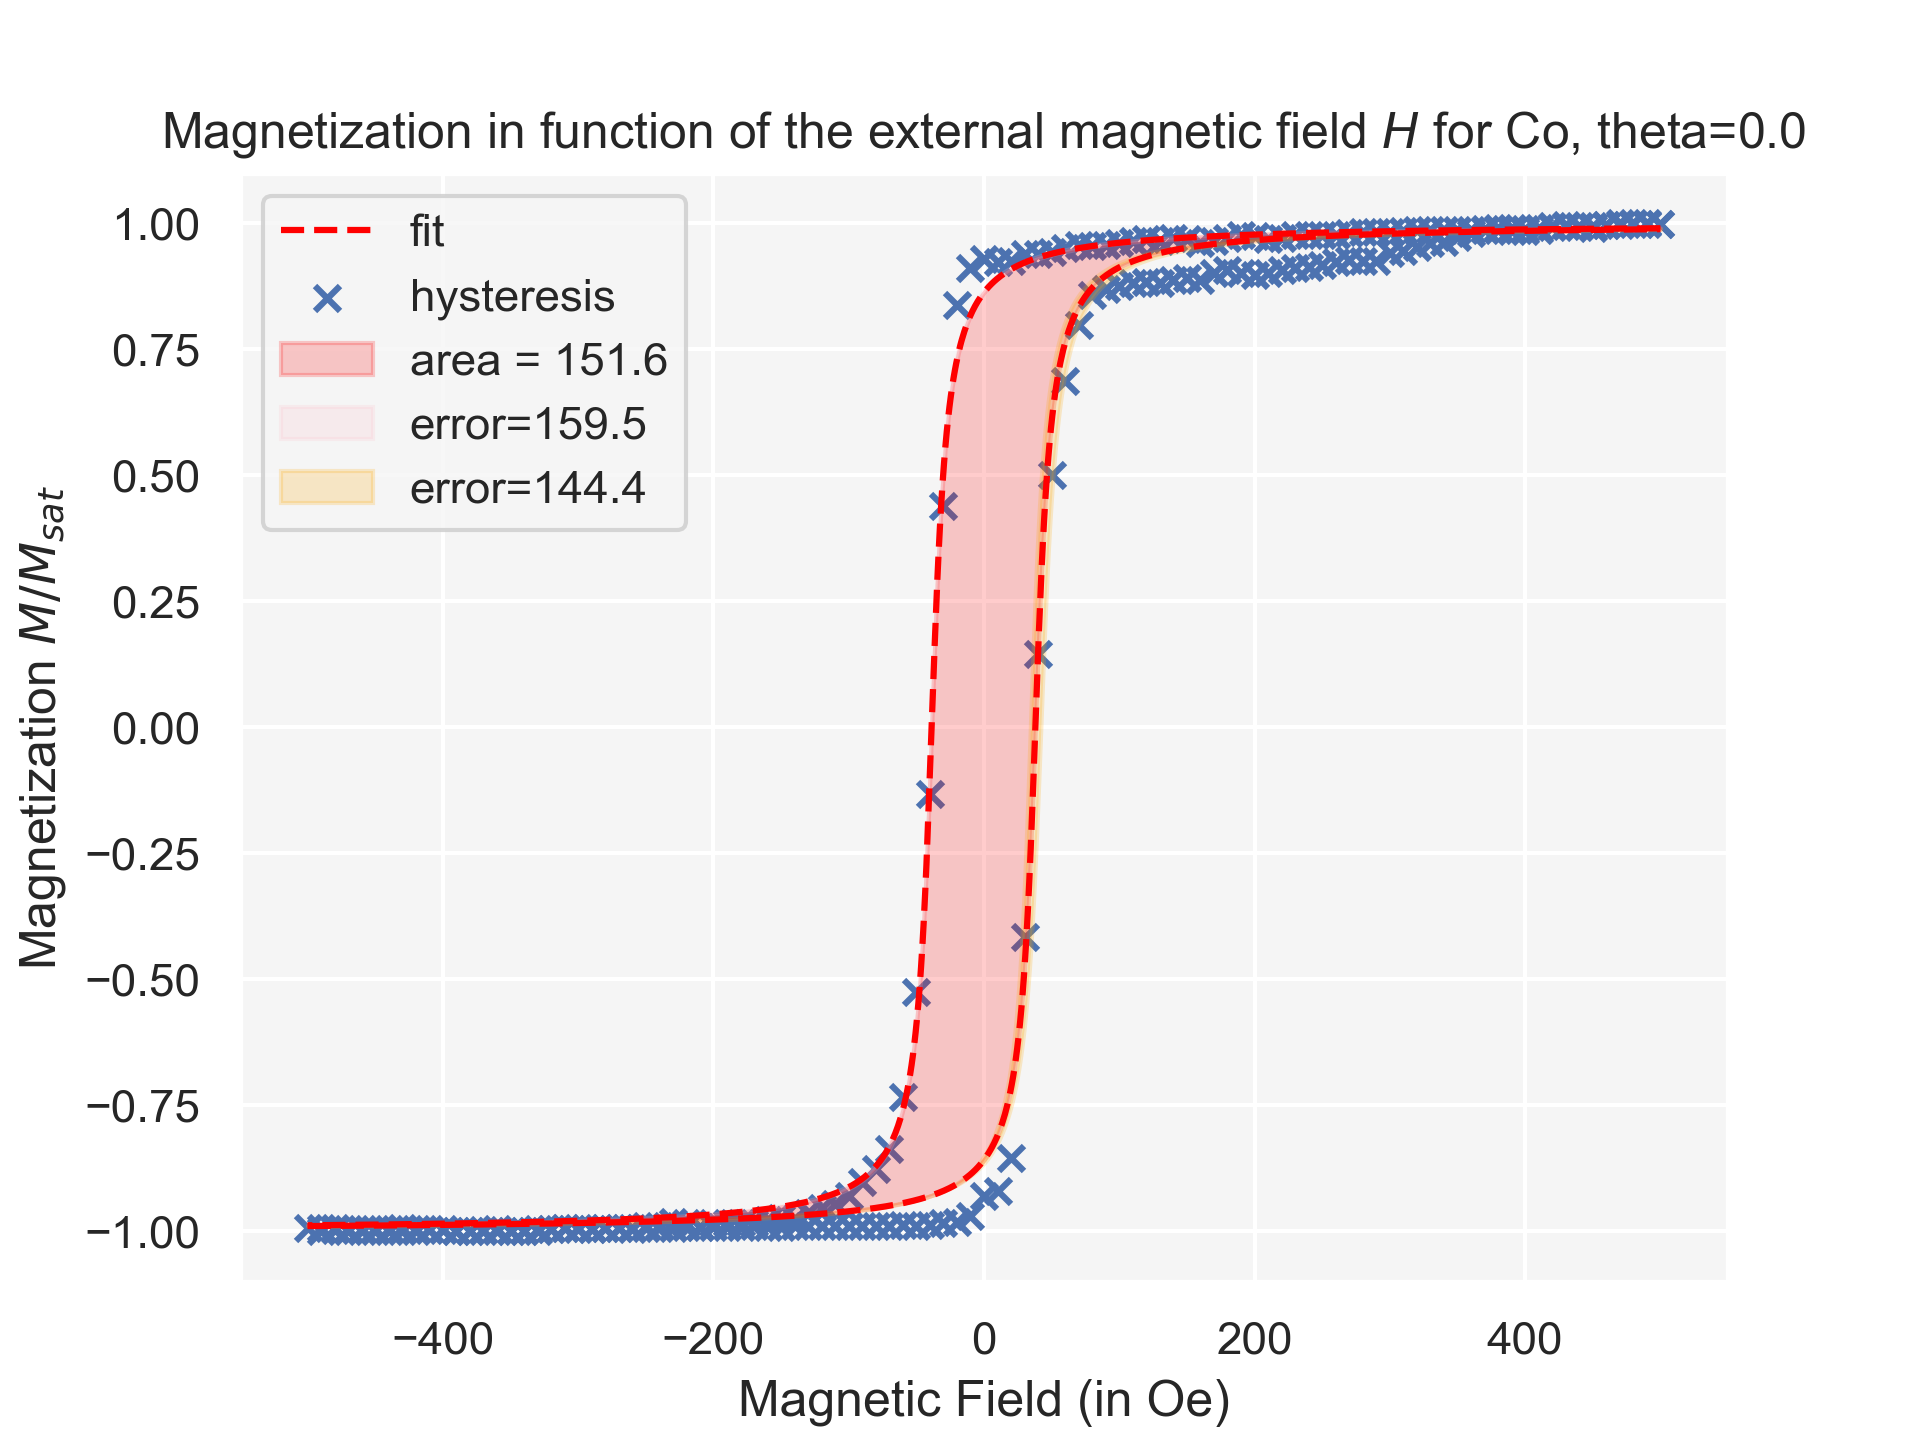 Magnetization in function of the external magnetic field H for Co, theta=0.0
fit
hysteresis
area = 151.6
error=159.5
error=144.4
Magnetization M/M_sat
1.00
0.75
0.50
0.25
0.00
−0.25
−0.50
−0.75
−1.00
−400
−200
0
200
400
Magnetic Field (in Oe)